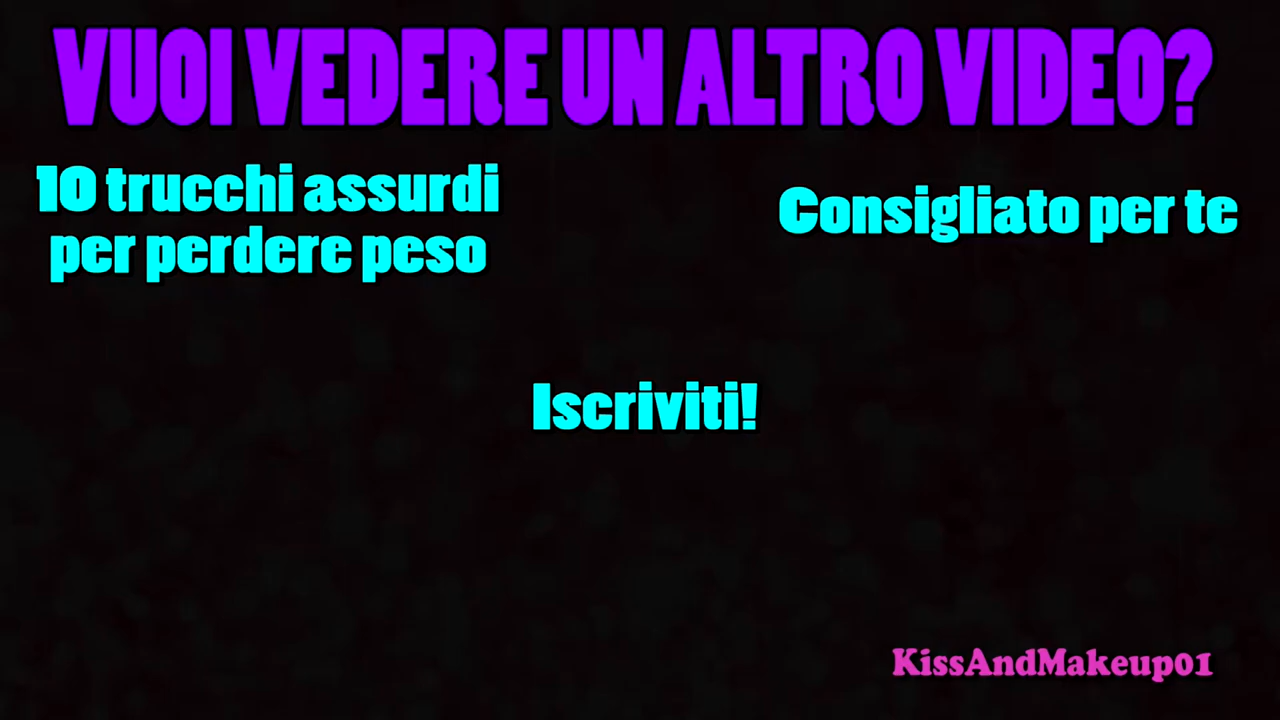 VUOI VEDERE UN ALTRO VIDEO?
10 trucchi assurdi
per perdere peso
Consigliato per te
Iscriviti!
KissAndMakeup01